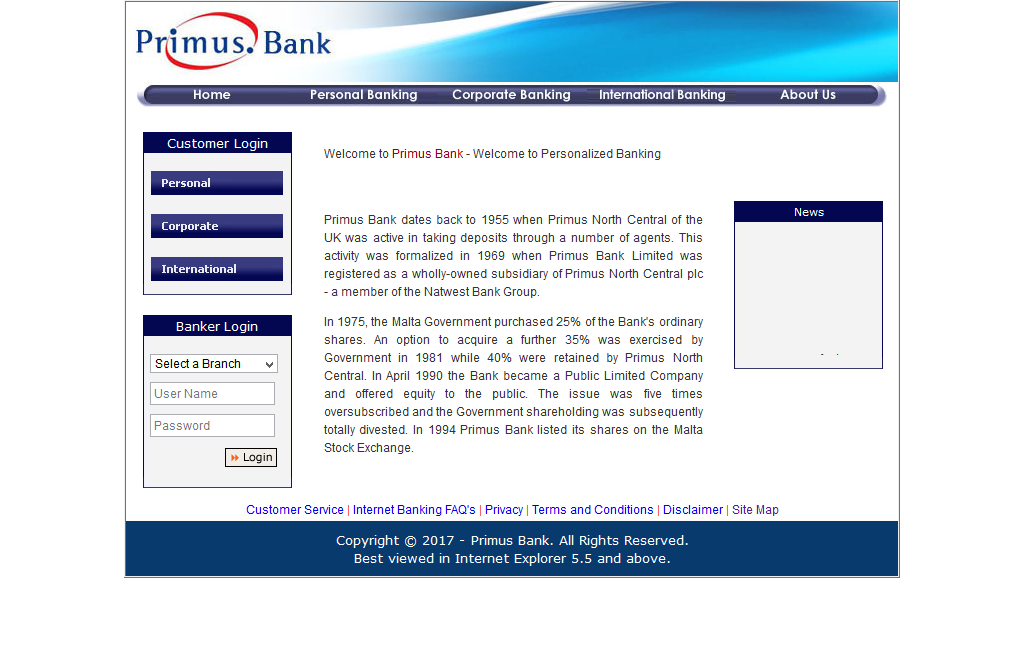 Primus. Bank
Home Personal Banking Corporate Banking International Banking About Us
Customer Login
Personal
Corporate
International
Banker Login
Select a Branch
User Name
Password
Login
Welcome to Primus Bank - Welcome to Personalized Banking
Primus Bank dates back to 1955 when Primus North Central of the
UK was active in taking deposits through a number of agents. This
activity was formalized in 1969 when Primus Bank Limited was
registered as a wholly-owned subsidiary of Primus North Central plc
- a member of the Natwest Bank Group.
In 1975, the Malta Government purchased 25% of the Bank's ordinary
shares. An option to acquire a further 35% was exercised by
Government in 1981 while 40% were retained by Primus North
Central. In April 1990 the Bank became a Public Limited Company
and offered equity to the public. The issue was five times
oversubscribed and the Government shareholding was subsequently
totally divested. In 1994 Primus Bank listed its shares on the Malta
Stock Exchange.
News
Customer Service | Internet Banking FAQ's | Privacy | Terms and Conditions | Disclaimer | Site Map
Copyright © 2017 - Primus Bank. All Rights Reserved.
Best viewed in Internet Explorer 5.5 and above.